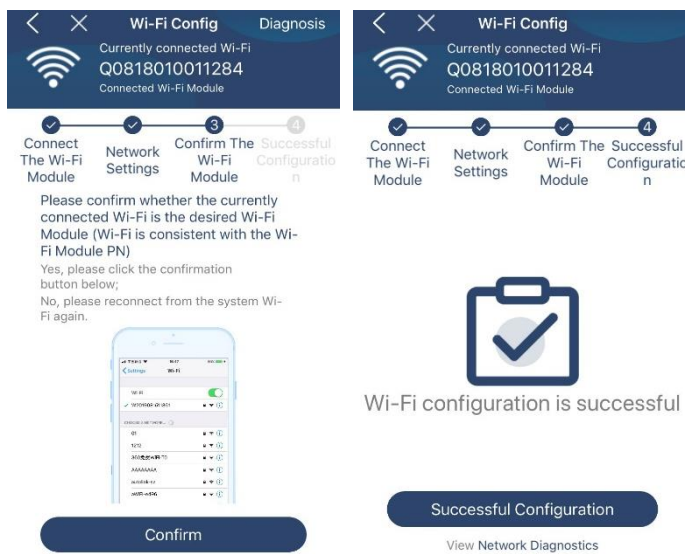 Wi-Fi Config Diagnosis
Currently connected Wi-Fi
Q0818010011284
Connected Wi-Fi Module
3 4
Connect The Wi-Fi Module
Network Settings
Confirm The Wi-Fi Module
Successful Configuratio n
Please confirm whether the currently
connected Wi-Fi is the desired Wi-Fi
Module (Wi-Fi is consistent with the Wi-
Fi Module PN)
Yes, please click the confirmation
button below;
No, please reconnect from the system Wi-
Fi again.
Settings Wi-Fi
Wi-Fi
01
1212
AAAAAAAA
Confirm
Wi-Fi Config
Currently connected Wi-Fi
Q0818010011284
Connected Wi-Fi Module
4
Connect The Wi-Fi Module
Network Settings
Confirm The Wi-Fi Module
Successful Configuratio n
Wi-Fi configuration is successful
Successful Configuration
View Network Diagnostics